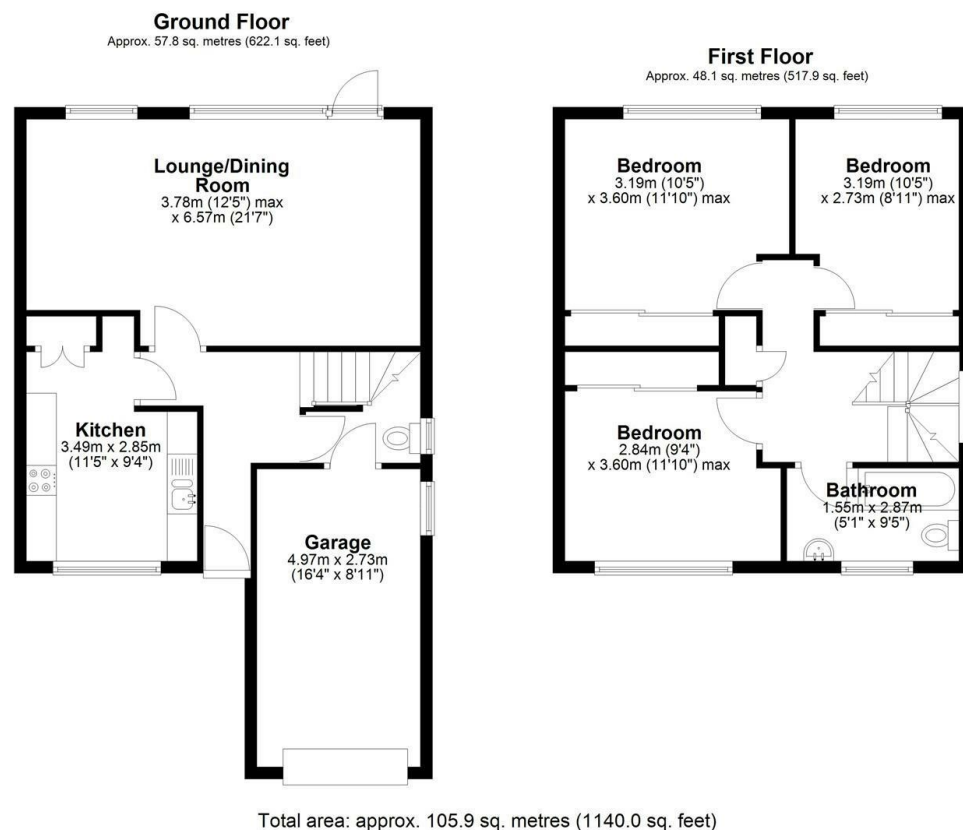 Ground Floor
Approx. 57.8 sq. metres (622.1 sq. feet)
First Floor
Approx. 48.1 sq. metres (517.9 sq. feet)
Lounge/Dining
Room
3.78m (12'5") max
x 6.57m (21'7")
Kitchen
3.49m x 2.85m
(11'5" x 9'4")
Garage
4.97m x 2.73m
(16'4" x 8'11")
Bedroom
3.19m (10'5")
x 3.60m (11'10") max
Bedroom
3.19m (10'5")
x 2.73m (8'11") max
Bedroom
2.84m (9'4")
x 3.60m (11'10") max
Bathroom
1.55m x 2.87m
(5'1" x 9'5")
Total area: approx. 105.9 sq. metres (1140.0 sq. feet)